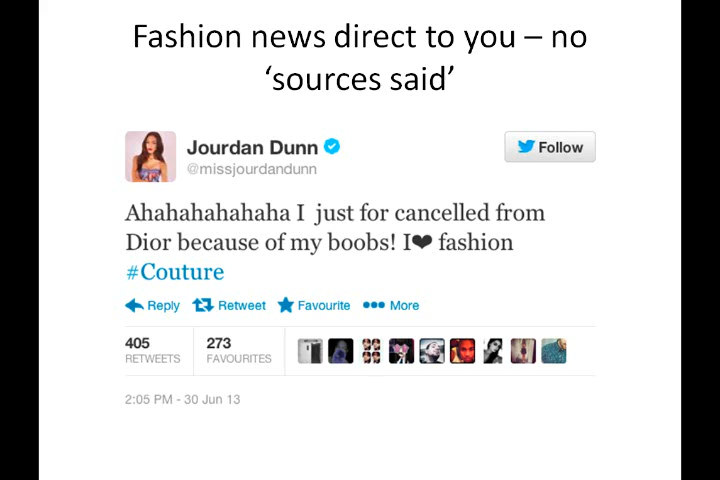 Fashion news direct to you – no
‘sources said’
Jourdan Dunn
Follow
@missjourdandunn
Ahahahahahaha I just for cancelled from
Dior because of my boobs! I❤ fashion
#Couture
Reply Retweet Favourite ••• More
405 273
RETWEETS FAVOURITES
2:05 PM - 30 Jun 13